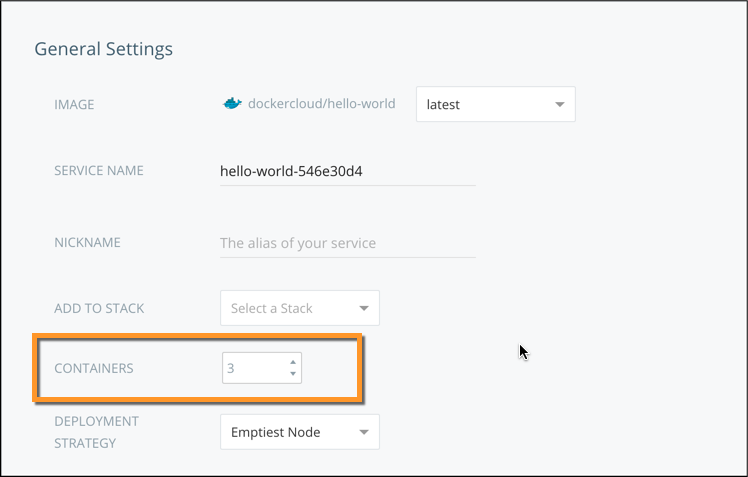 General Settings
IMAGE dockercloud/hello-world latest
SERVICE NAME hello-world-546e30d4
NICKNAME The alias of your service
ADD TO STACK Select a Stack
CONTAINERS 3
DEPLOYMENT
STRATEGY Emptiest Node